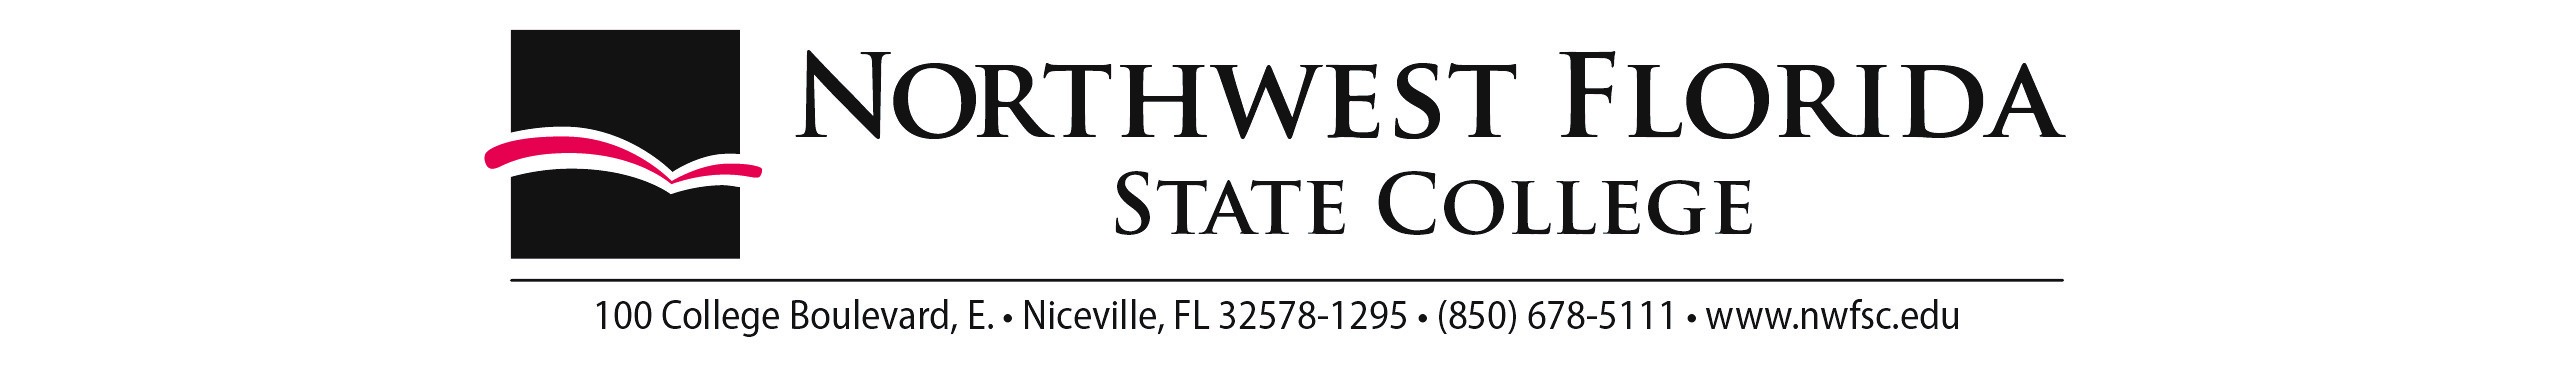 Northwest Florida
State College
100 College Boulevard, E. • Niceville, FL 32578-1295 • (850) 678-5111 • www.nwfsc.edu